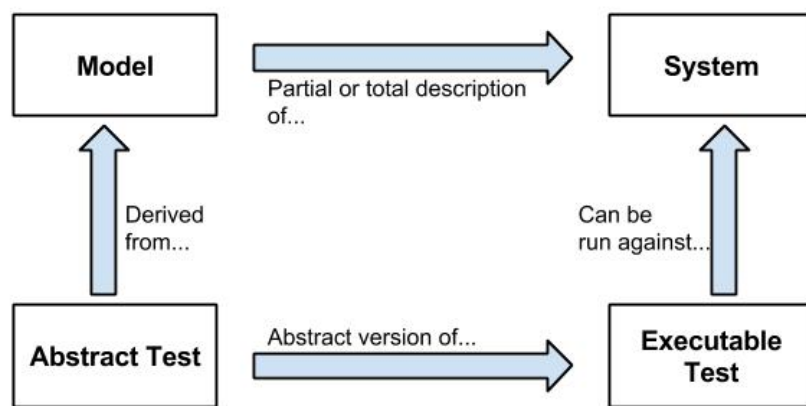 Model
System
Partial or total description
of...
Derived
from...
Can be
run against...
Abstract Test
Abstract version of...
Executable
Test